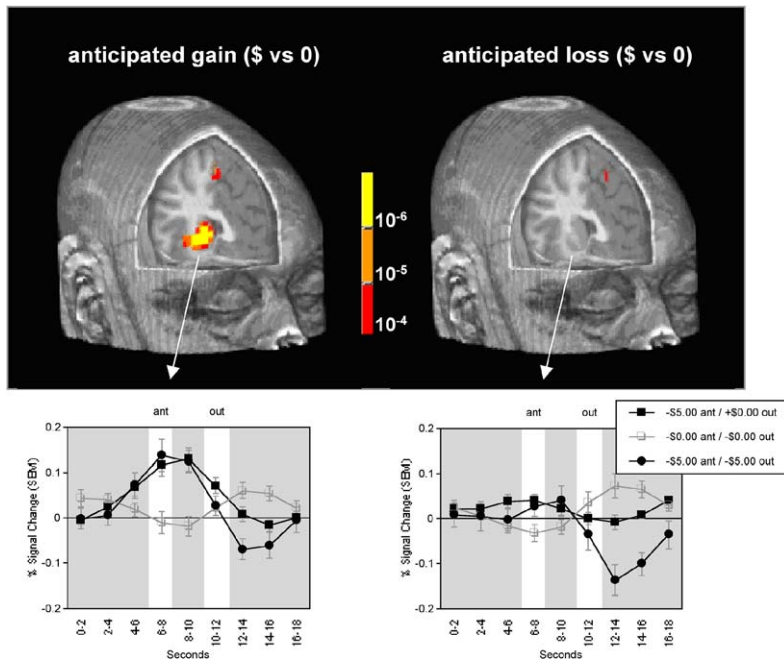 anticipated gain ($ vs 0)
anticipated loss ($ vs 0)
10-6
10-5
10-4
ant
out
0.2
0.1
0
-0.1
-0.2
% Signal Change (SEM)
0-2
2-4
4-6
6-8
8-10
10-12
12-14
14-16
16-18
Seconds
ant
out
0.2
0.1
0
-0.1
-0.2
% Signal Change (SEM)
0-2
2-4
4-6
6-8
8-10
10-12
12-14
14-16
16-18
Seconds
-$5.00 ant / +$0.00 out
-$0.00 ant / -$0.00 out
-$5.00 ant / -$5.00 out